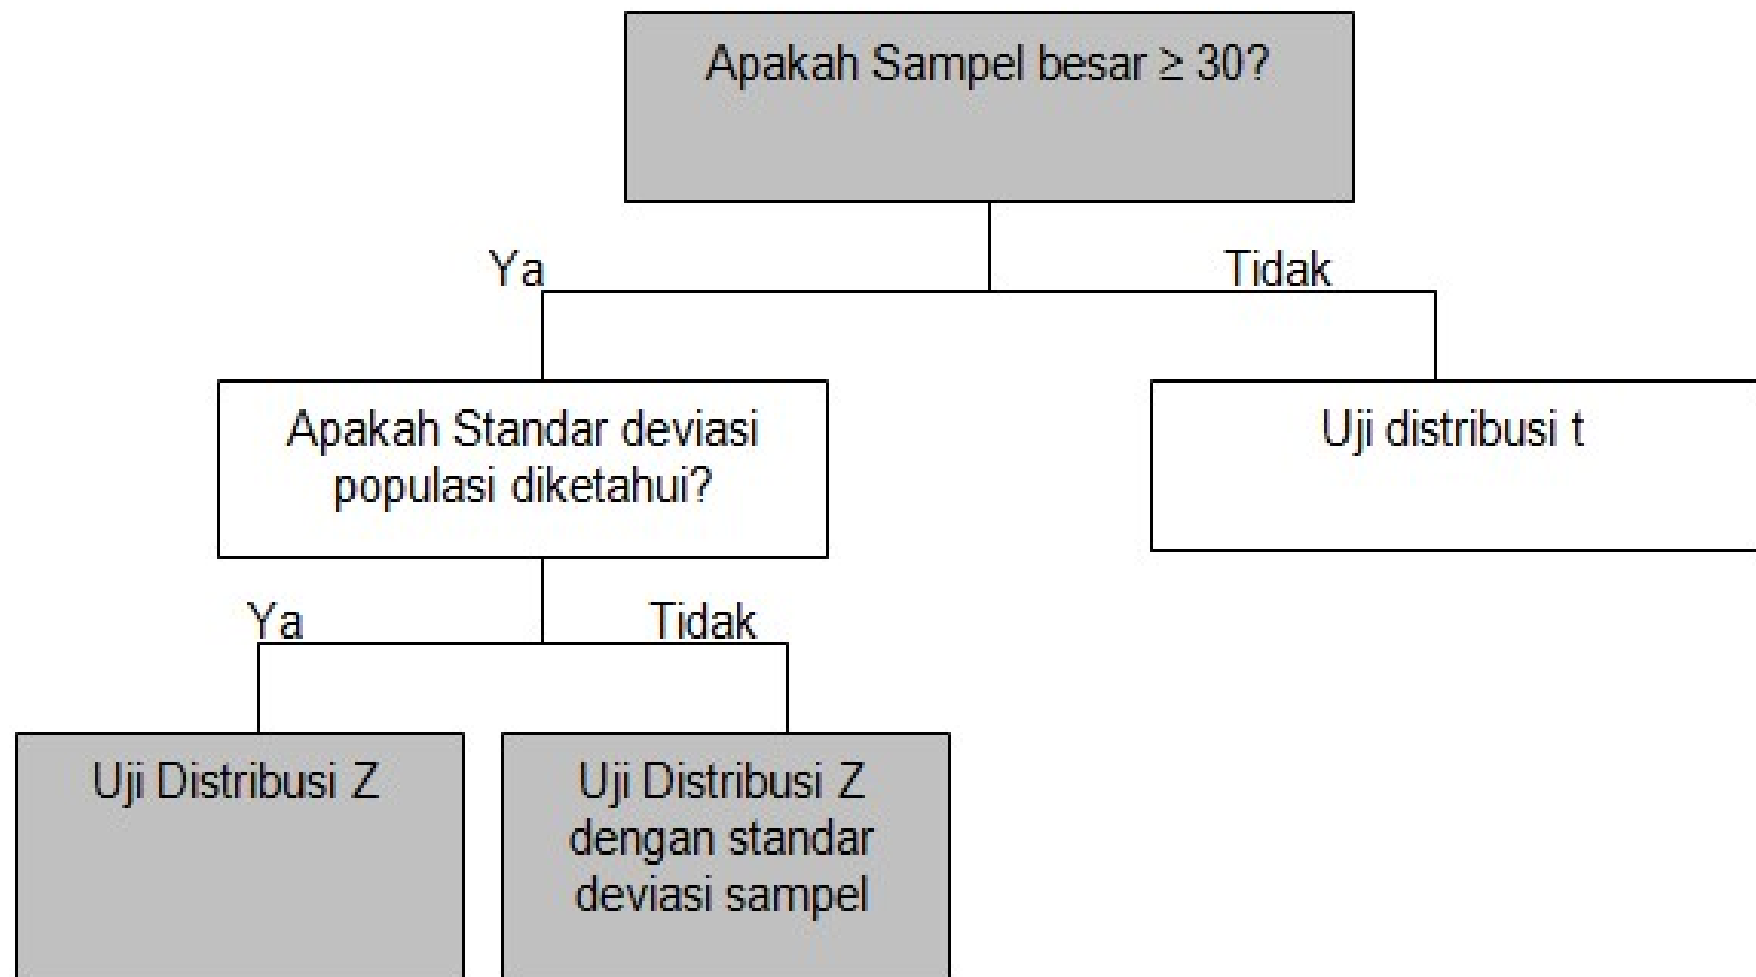 Apakah Sampel besar ≥ 30?
Ya
Tidak
Apakah Standar deviasi
populasi diketahui?
Uji distribusi t
Ya
Tidak
Uji Distribusi Z
Uji Distribusi Z
dengan standar
deviasi sampel